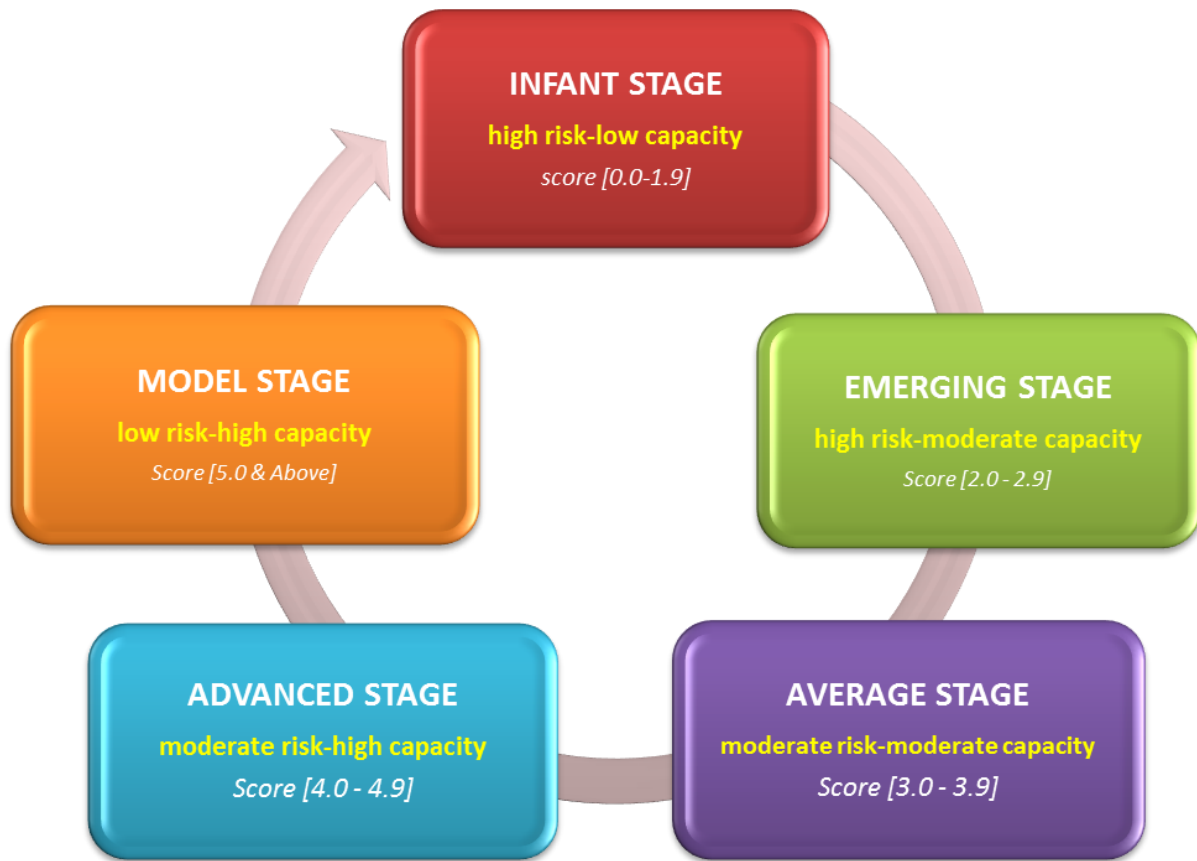 INFANT STAGE
high risk-low capacity
score [0.0-1.9]
EMERGING STAGE
high risk-moderate capacity
Score [2.0 - 2.9]
AVERAGE STAGE
moderate risk-moderate capacity
Score [3.0 - 3.9]
ADVANCED STAGE
moderate risk-high capacity
Score [4.0 - 4.9]
MODEL STAGE
low risk-high capacity
Score [5.0 & Above]